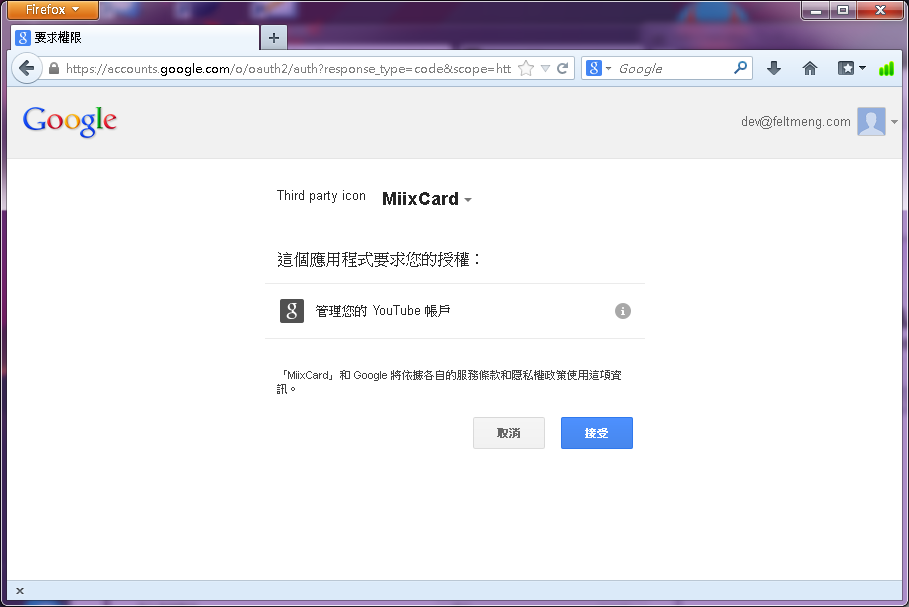 Firefox
要求權限
https://accounts.google.com/o/oauth2/auth?response_type=code&scope=htt
Google
Google
dev@feltmeng.com
Third party icon MiixCard
這個應用程式要求您的授權：
管理您的 YouTube 帳戶
「MiixCard」和 Google 將依據各自的服務條款和隱私權政策使用這項資
訊。
取消 接受